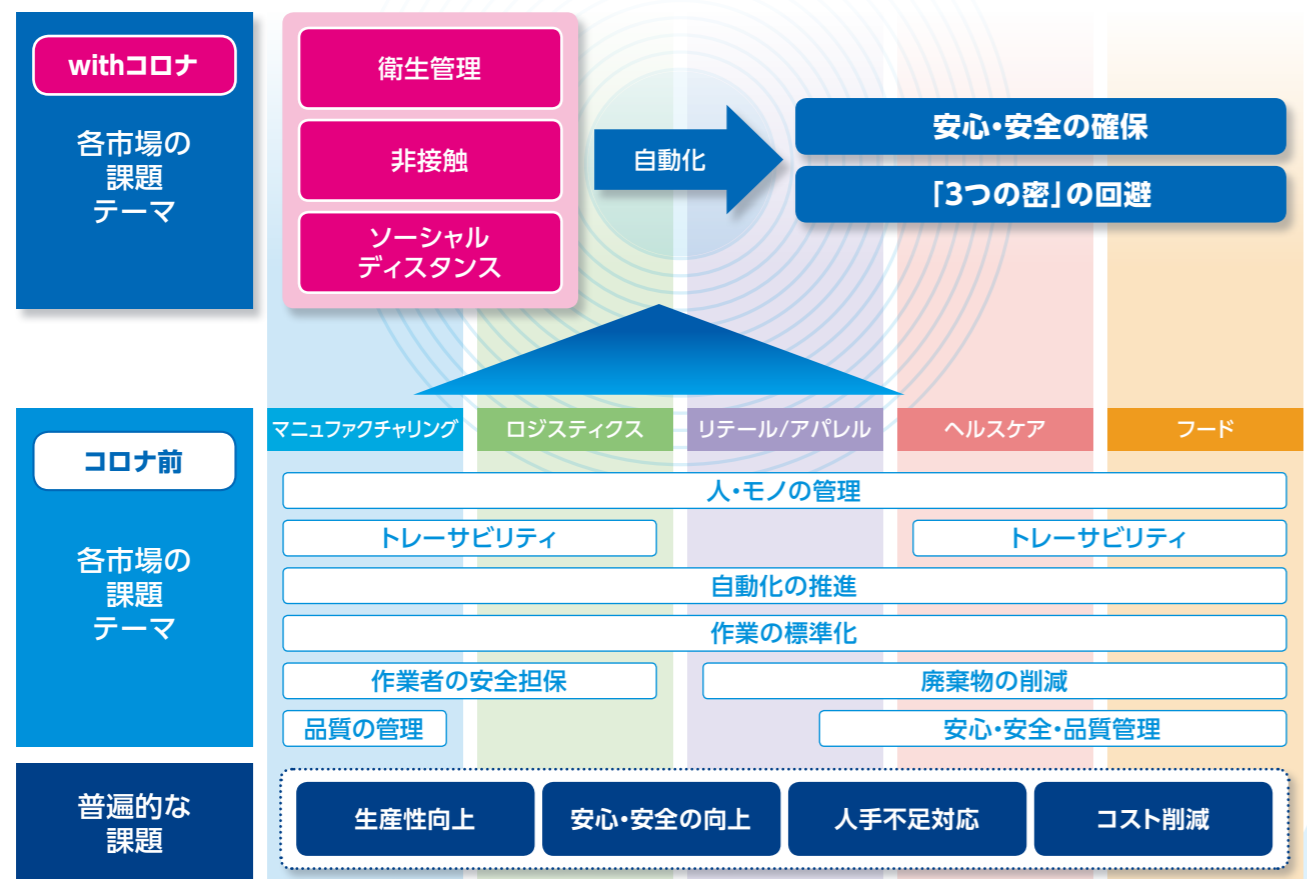 withコロナ
各市場の
課題
テーマ
衛生管理
非接触
ソーシャル
ディスタンス
自動化
安心・安全の確保
「3つの密」の回避
コロナ前
各市場の
課題
テーマ
マニュファクチャリング
ロジスティクス
リテール/アパレル
ヘルスケア
フード
人・モノの管理
トレーサビリティ
トレーサビリティ
自動化の推進
作業の標準化
作業者の安全担保
廃棄物の削減
品質の管理
安心・安全・品質管理
普遍的な
課題
生産性向上
安心・安全の向上
人手不足対応
コスト削減